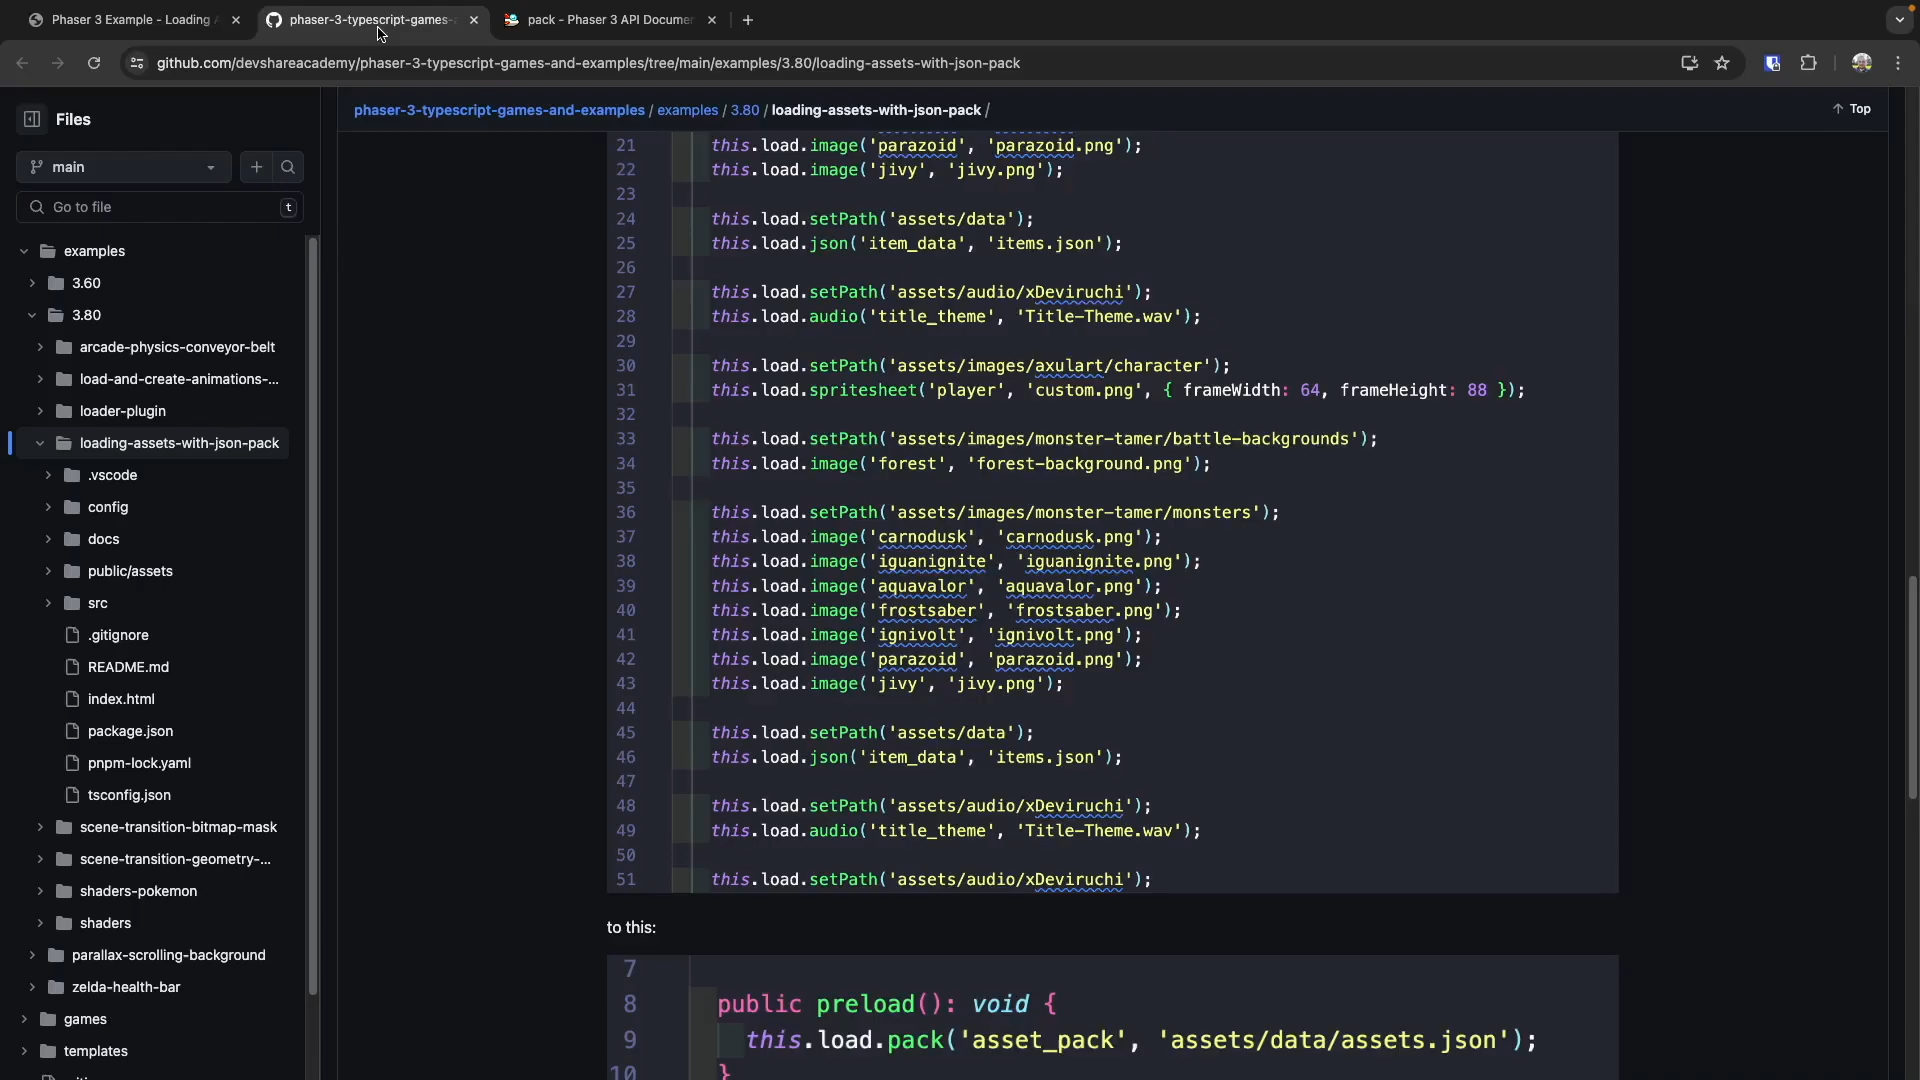 Phaser 3 Example - Loading
phaser-3-typescript-games-
pack - Phaser 3 API Documen
github.com/devshareacademy/phaser-3-typescript-games-and-examples/tree/main/examples/3.80/loading-assets-with-json-pack
Files
main
Go to file
t
examples
3.60
3.80
arcade-physics-conveyor-belt
load-and-create-animations-...
loader-plugin
loading-assets-with-json-pack
.vscode
config
docs
public/assets
src
.gitignore
README.md
index.html
package.json
pnpm-lock.yaml
tsconfig.json
scene-transition-bitmap-mask
scene-transition-geometry-...
shaders-pokemon
shaders
parallax-scrolling-background
zelda-health-bar
games
templates
phaser-3-typescript-games-and-examples / examples / 3.80 / loading-assets-with-json-pack /
↑ Top
21 this.load.image('parazoid', 'parazoid.png');
22 this.load.image('jivy', 'jivy.png');
23
24 this.load.setPath('assets/data');
25 this.load.json('item_data', 'items.json');
26
27 this.load.setPath('assets/audio/xDeviruchi');
28 this.load.audio('title_theme', 'Title-Theme.wav');
29
30 this.load.setPath('assets/images/axulart/character');
31 this.load.spritesheet('player', 'custom.png', { frameWidth: 64, frameHeight: 88 });
32
33 this.load.setPath('assets/images/monster-tamer/battle-backgrounds');
34 this.load.image('forest', 'forest-background.png');
35
36 this.load.setPath('assets/images/monster-tamer/monsters');
37 this.load.image('carnodusk', 'carnodusk.png');
38 this.load.image('iguanignite', 'iguanignite.png');
39 this.load.image('aquavalor', 'aquavalor.png');
40 this.load.image('frostsaber', 'frostsaber.png');
41 this.load.image('ignivolt', 'ignivolt.png');
42 this.load.image('parazoid', 'parazoid.png');
43 this.load.image('jivy', 'jivy.png');
44
45 this.load.setPath('assets/data');
46 this.load.json('item_data', 'items.json');
47
48 this.load.setPath('assets/audio/xDeviruchi');
49 this.load.audio('title_theme', 'Title-Theme.wav');
50
51 this.load.setPath('assets/audio/xDeviruchi');
to this:
7
8 public preload(): void {
9 this.load.pack('asset_pack', 'assets/data/assets.json');
10 }